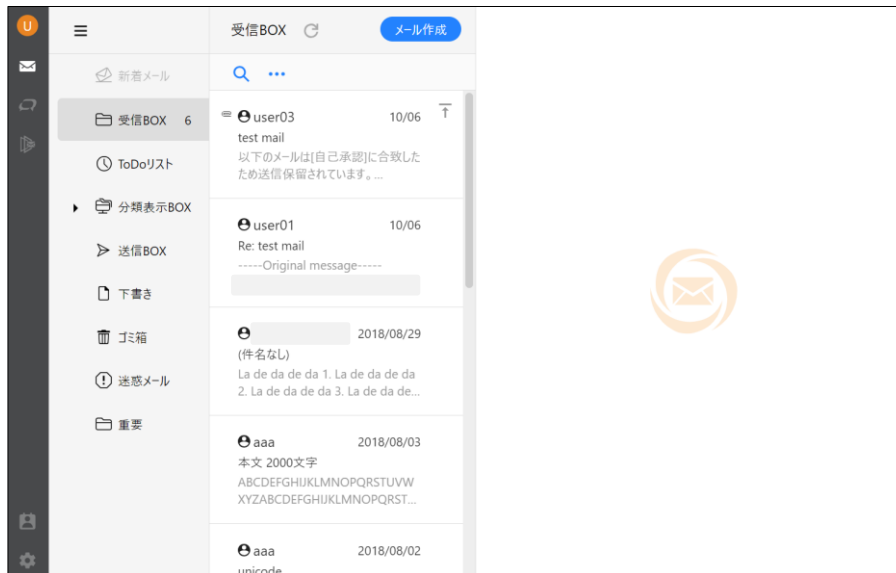 U
受信BOX
メール作成
新着メール
受信BOX 6
ToDoリスト
分類表示BOX
送信BOX
下書き
ゴミ箱
迷惑メール
重要
user03 10/06
test mail
以下のメールは[自己承認]に合致した
ため送信保留されています。...
user01 10/06
Re: test mail
-----Original message-----
2018/08/29
(件名なし)
La de da de da 1. La de da de da
2. La de da de da 3. La de da de...
aaa 2018/08/03
本文 2000文字
ABCDEFGHIJKLMNOPQRSTUVW
XYZABCDEFGHIJKLMNOPQRST...
aaa 2018/08/02
unicode